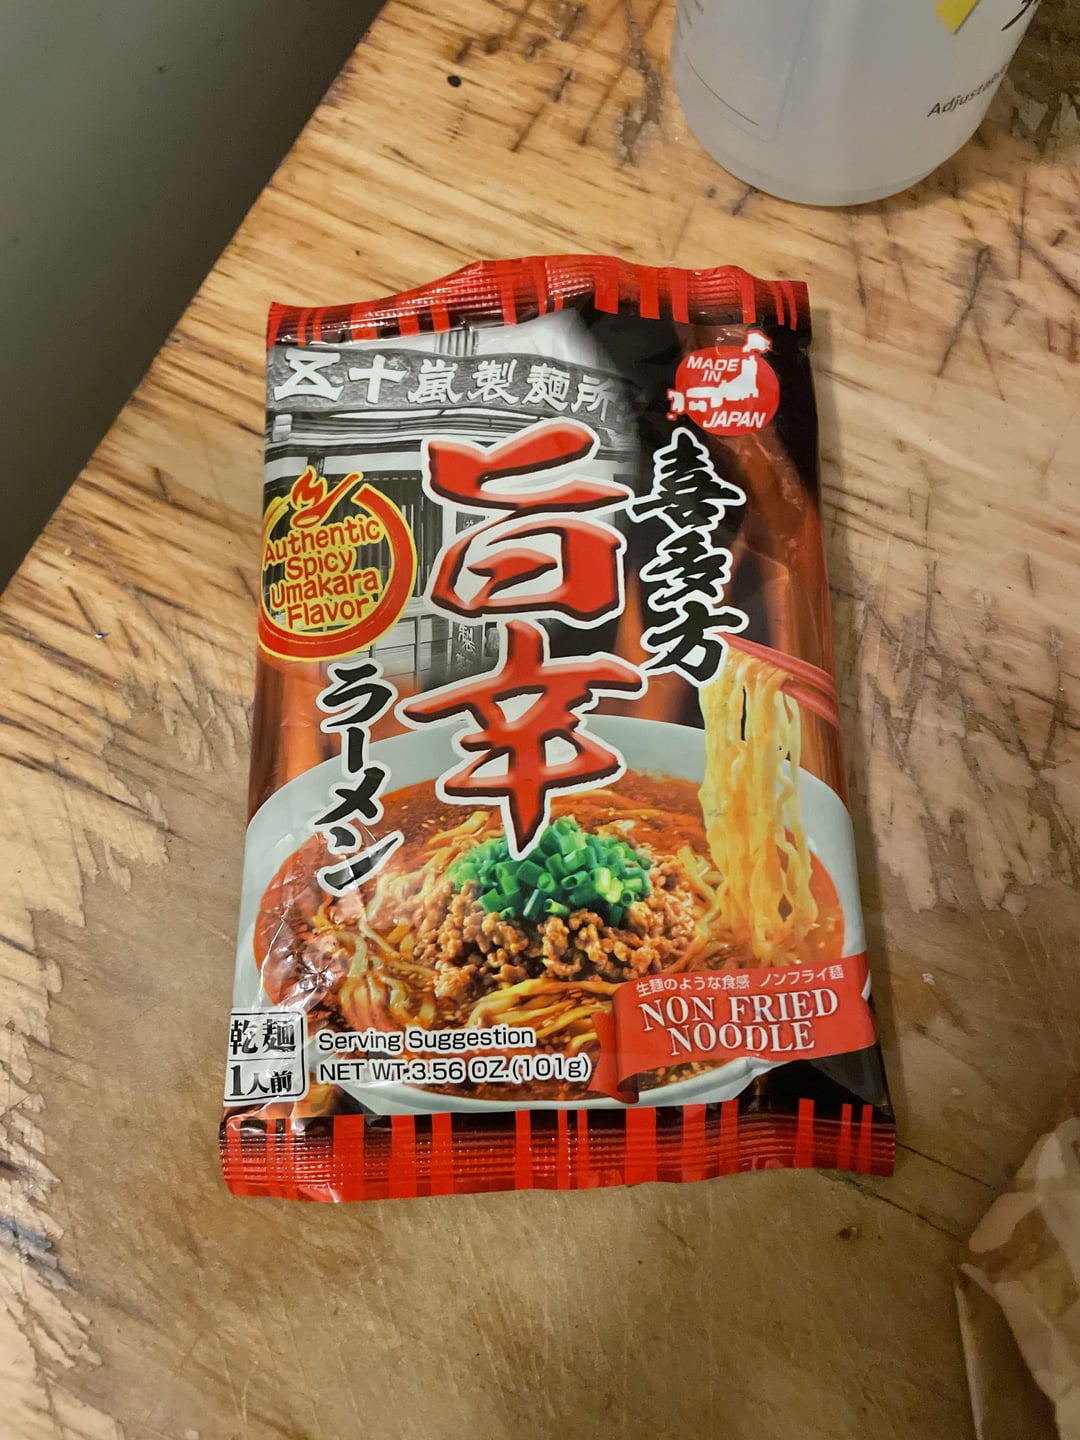 Adjusta
五十嵐製麺所
MADE
IN
JAPAN
喜多方
旨辛
ラーメン
Authentic
Spicy
Umakara
Flavor
生麺のような食感 ノンフライ麺
NON FRIED
NOODLE
乾麺
1人前
Serving Suggestion
NET WT.3.56 OZ.(101g)